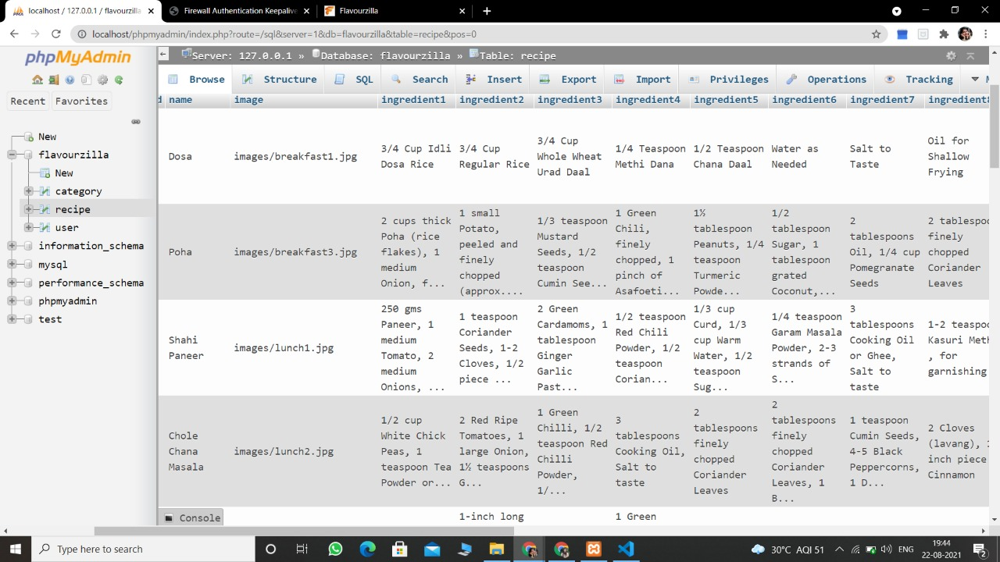 localhost / 127.0.0.1 / flavourzilla
Firewall Authentication Keepalive
Flavourzilla
localhost/phpmyadmin/index.php?route=/sql&server=1&db=flavourzilla&table=recipe&pos=0
phpMyAdmin
Server: 127.0.0.1 » Database: flavourzilla » Table: recipe
Browse Structure SQL Search Insert Export Import Privileges Operations Tracking
Recent Favorites
New
flavourzilla
New
category
recipe
user
information_schema
mysql
performance_schema
phpmyadmin
test
d name image ingredient1 ingredient2 ingredient3 ingredient4 ingredient5 ingredient6 ingredient7 ingredient8
Dosa
images/breakfast1.jpg
3/4 Cup Idli
Dosa Rice
3/4 Cup
Regular Rice
3/4 Cup
Whole Wheat
Urad Daal
1/4 Teaspoon
Methi Dana
1/2 Teaspoon
Chana Daal
Water as
Needed
Salt to
Taste
Oil for
Shallow
Frying
Poha
images/breakfast3.jpg
2 cups thick
Poha (rice
flakes), 1
medium
Onion, f...
1 small
Potato,
peeled and
finely
chopped
(approx....
1/3 teaspoon
Mustard
Seeds, 1/2
teaspoon
Cumin See...
1 Green
Chili,
finely
chopped, 1
pinch of
Asafoeti...
1½
tablespoon
Peanuts, 1/4
teaspoon
Turmeric
Powde...
1/2
tablespoon
Sugar, 1
tablespoon
grated
Coconut,...
2
tablespoons
Oil, 1/4 cup
Pomegranate
Seeds
2 tablespoo
finely
chopped
Coriander
Leaves
Shahi
Paneer
images/lunch1.jpg
250 gms
Paneer, 1
medium
Tomato, 2
medium
Onions, ...
1 teaspoon
Coriander
Seeds, 1-2
Cloves, 1/2
piece ...
2 Green
Cardamoms, 1
tablespoon
Ginger
Garlic
Past...
1/2 teaspoon
Red Chili
Powder, 1/2
teaspoon
Corian...
1/3 cup
Curd, 1/3
cup Warm
Water, 1/2
teaspoon
Sug...
1/4 teaspoon
Garam Masala
Powder, 2-3
strands of
S...
3
tablespoons
Cooking Oil
or Ghee,
Salt to
taste
1-2 teaspoo
Kasuri Meth
, for
garnishing
Chole
Chana
Masala
images/lunch2.jpg
1/2 cup
White Chick
Peas, 1
teaspoon Tea
Powder or...
2 Red Ripe
Tomatoes, 1
large Onion,
1½ teaspoons
G...
1 Green
Chilli, 1/2
teaspoon Red
Chilli
Powder,
1/...
3
tablespoons
Cooking Oil,
Salt to
taste
2
tablespoons
finely
chopped
Coriander
Leaves
2
tablespoons
finely
chopped
Coriander
Leaves, 1
B...
1 teaspoon
Cumin Seeds,
4-5 Black
Peppercorns,
1 D...
2 Cloves
(lavang), 1
inch piece
Cinnamon
1-inch long
1 Green
Console
Type here to search
30°C AQI 51
ENG
19:44
22-08-2021
2